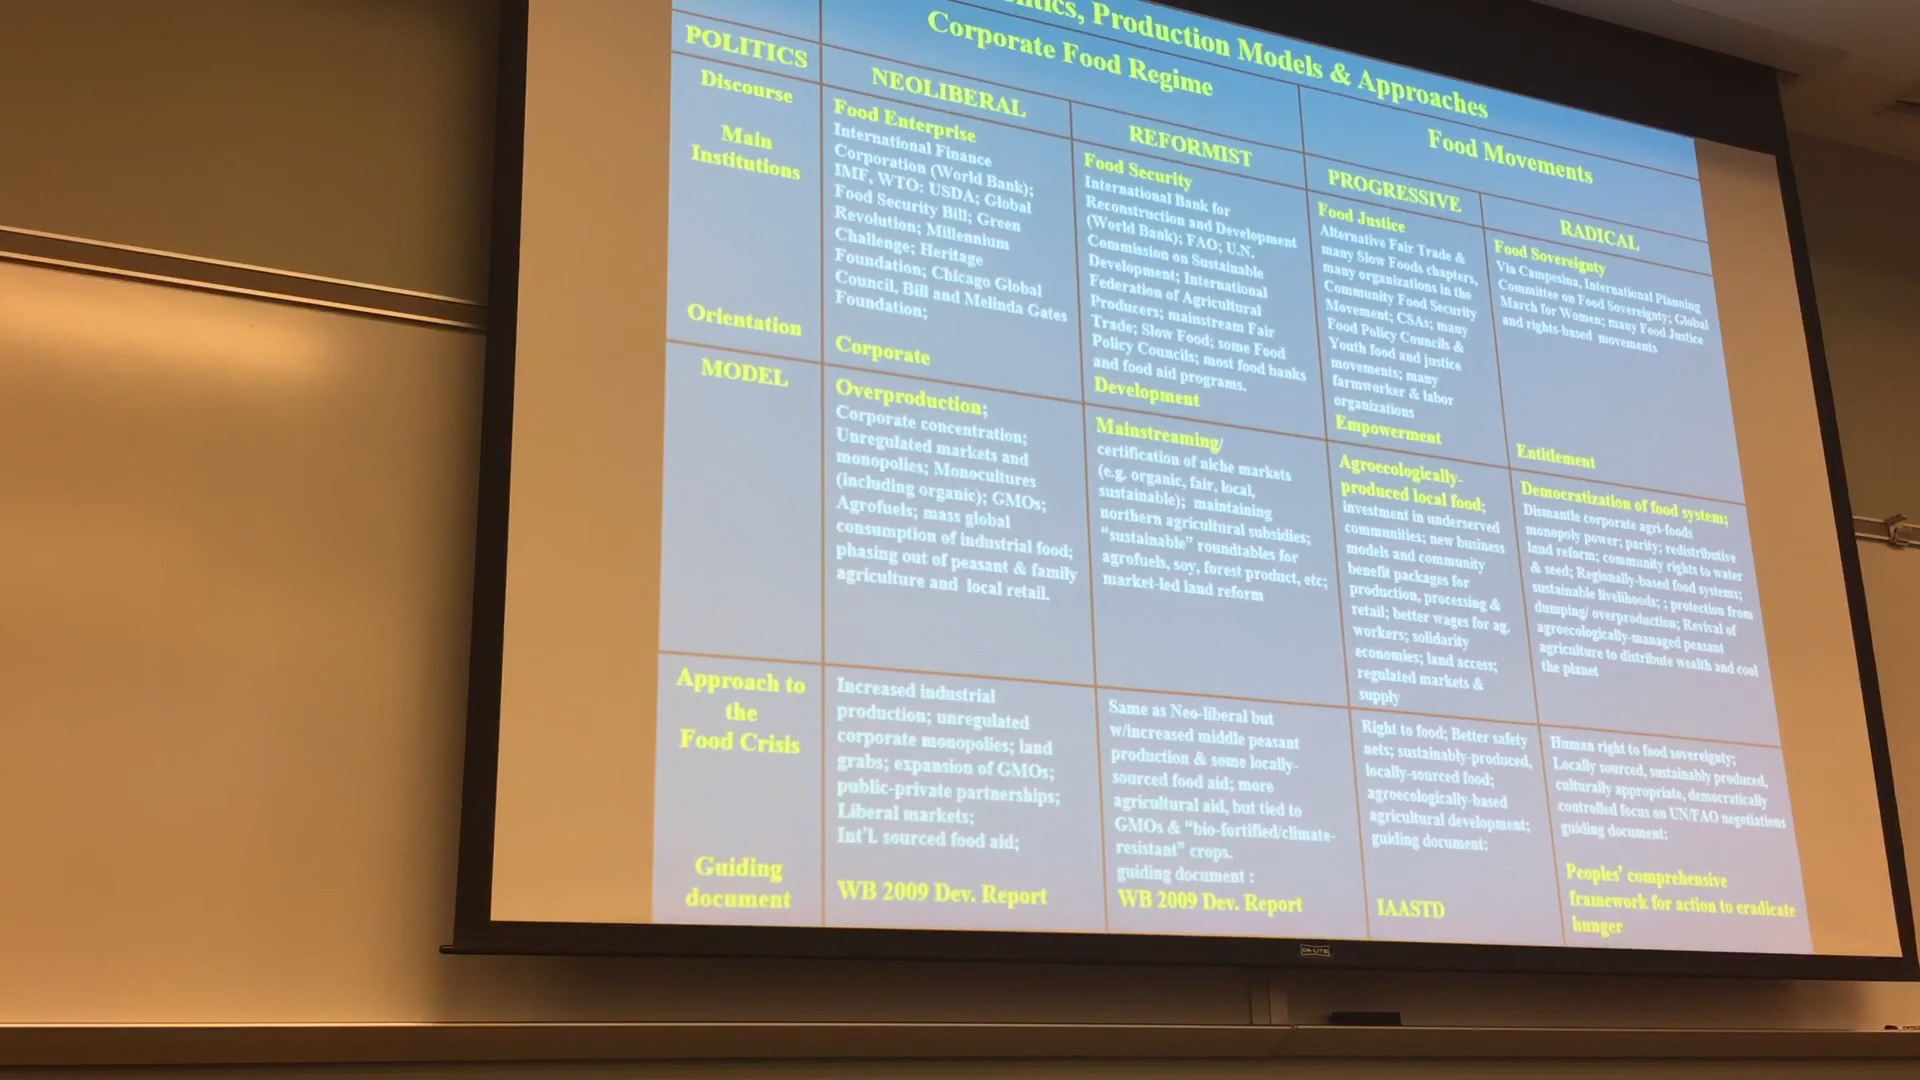 Production Models & Approaches
POLITICS
Corporate Food Regime
Food Movements
NEOLIBERAL
REFORMIST
PROGRESSIVE
RADICAL
Discourse
Main
Institutions
Orientation
Food Enterprise
International Finance
Corporation (World Bank);
IMF, WTO; USDA; Global
Food Security Bill; Green
Revolution; Millennium
Challenge; Heritage
Foundation; Chicago Global
Council, Bill and Melinda Gates
Foundation;
Corporate
Food Security
International Bank for
Reconstruction and Development
(World Bank); FAO; U.N.
Commission on Sustainable
Development; International
Federation of Agricultural
Producers; mainstream Fair
Trade; Slow Food; some Food
Policy Councils; most food banks
and food aid programs.
Development
Food Justice
Alternative Fair Trade &
many Slow Foods chapters,
many organizations in the
Community Food Security
Movement; CSAs; many
Food Policy Councils &
Youth food and justice
movements; many
farmworker & labor
organizations
Empowerment
Food Sovereignty
Via Campesina, International Planning
Committee on Food Sovereignty; Global
March for Women; many Food Justice
and rights-based movements
Entitlement
MODEL
Overproduction;
Corporate concentration;
Unregulated markets and
monopolies; Monocultures
(including organic); GMOs;
Agrofuels; mass global
consumption of industrial food;
phasing out of peasant & family
agriculture and local retail.
Mainstreaming/
certification of niche markets
(e.g. organic, fair, local,
sustainable); maintaining
northern agricultural subsidies;
“sustainable” roundtables for
agrofuels, soy, forest product, etc;
market-led land reform
Agroecologically-
produced local food;
investment in underserved
communities; new business
models and community
benefit packages for
production, processing &
retail; better wages for ag.
workers; solidarity
economies; land access;
regulated markets &
supply
Democratization of food system;
Dismantle corporate agri-foods
monopoly power; parity; redistributive
land reform; community rights to water
& seed; Regionally-based food systems;
sustainable livelihoods; ; protection from
dumping/ overproduction; Revival of
agroecologically-managed peasant
agriculture to distribute wealth and cool
the planet
Approach to
the
Food Crisis
Guiding
document
Increased industrial
production; unregulated
corporate monopolies; land
grabs; expansion of GMOs;
public-private partnerships;
Liberal markets;
Int'L sourced food aid;
WB 2009 Dev. Report
Same as Neo-liberal but
w/increased middle peasant
production & some locally-
sourced food aid; more
agricultural aid, but tied to
GMOs & “bio-fortified/climate-
resistant” crops.
guiding document :
WB 2009 Dev. Report
Right to food; Better safety
nets; sustainably-produced,
locally-sourced food;
agroecologically-based
agricultural development;
guiding document:
IAASTD
Human right to food sovereignty;
Locally sourced, sustainably produced,
culturally appropriate, democratically
controlled focus on UN/FAO negotiations
guiding document:
Peoples' comprehensive
framework for action to eradicate
hunger
DA-LITE